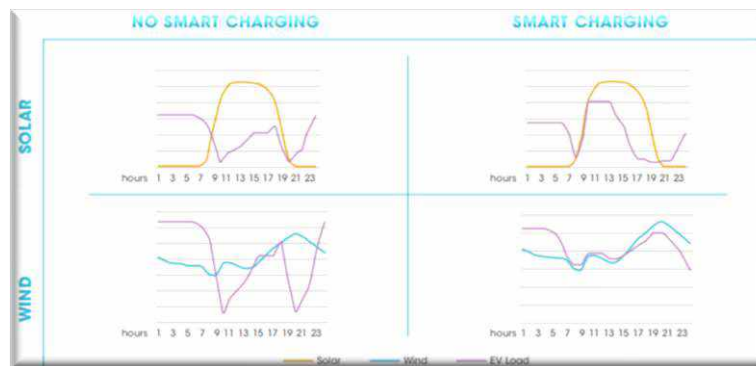 NO SMART CHARGING
SMART CHARGING
SOLAR
hours 1 3 5 7 9 11 13 15 17 19 21 23
hours 1 3 5 7 9 11 13 15 17 19 21 23
WIND
hours 1 3 5 7 9 11 13 15 17 19 21 23
hours 1 3 5 7 9 11 13 15 17 19 21 23
Solar Wind EV Load